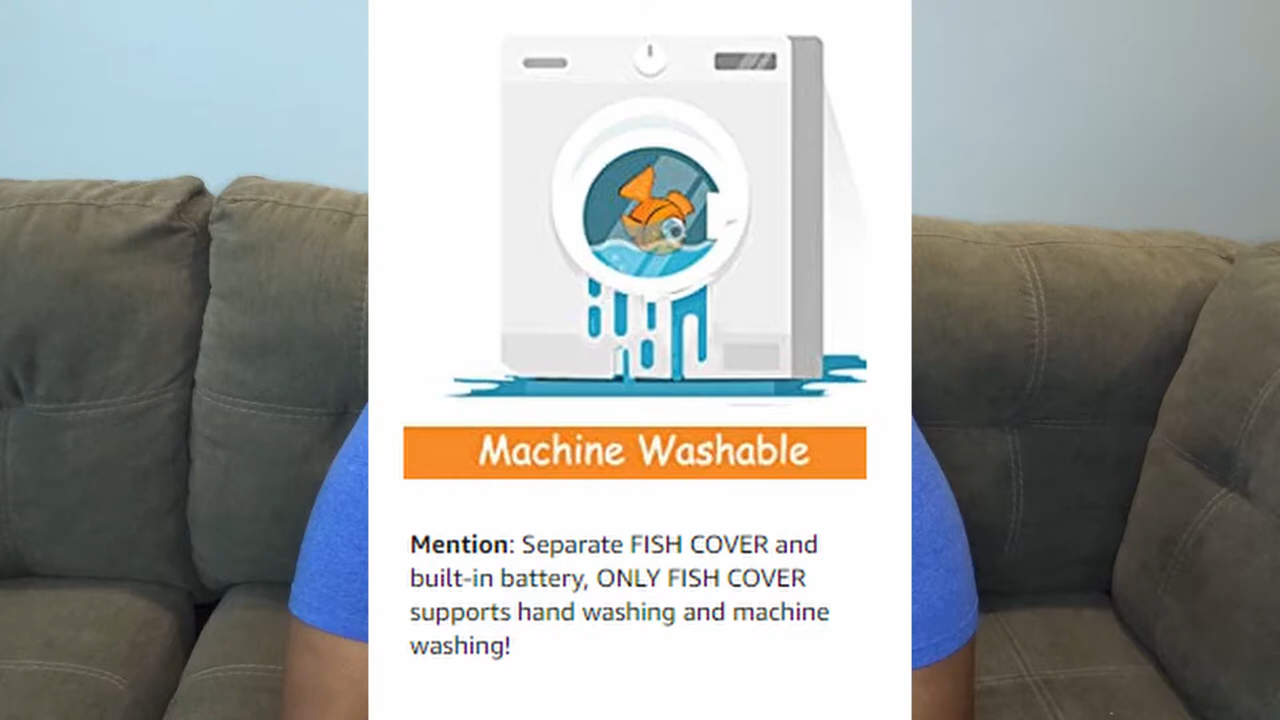 Machine Washable
Mention: Separate FISH COVER and
built-in battery, ONLY FISH COVER
supports hand washing and machine
washing!